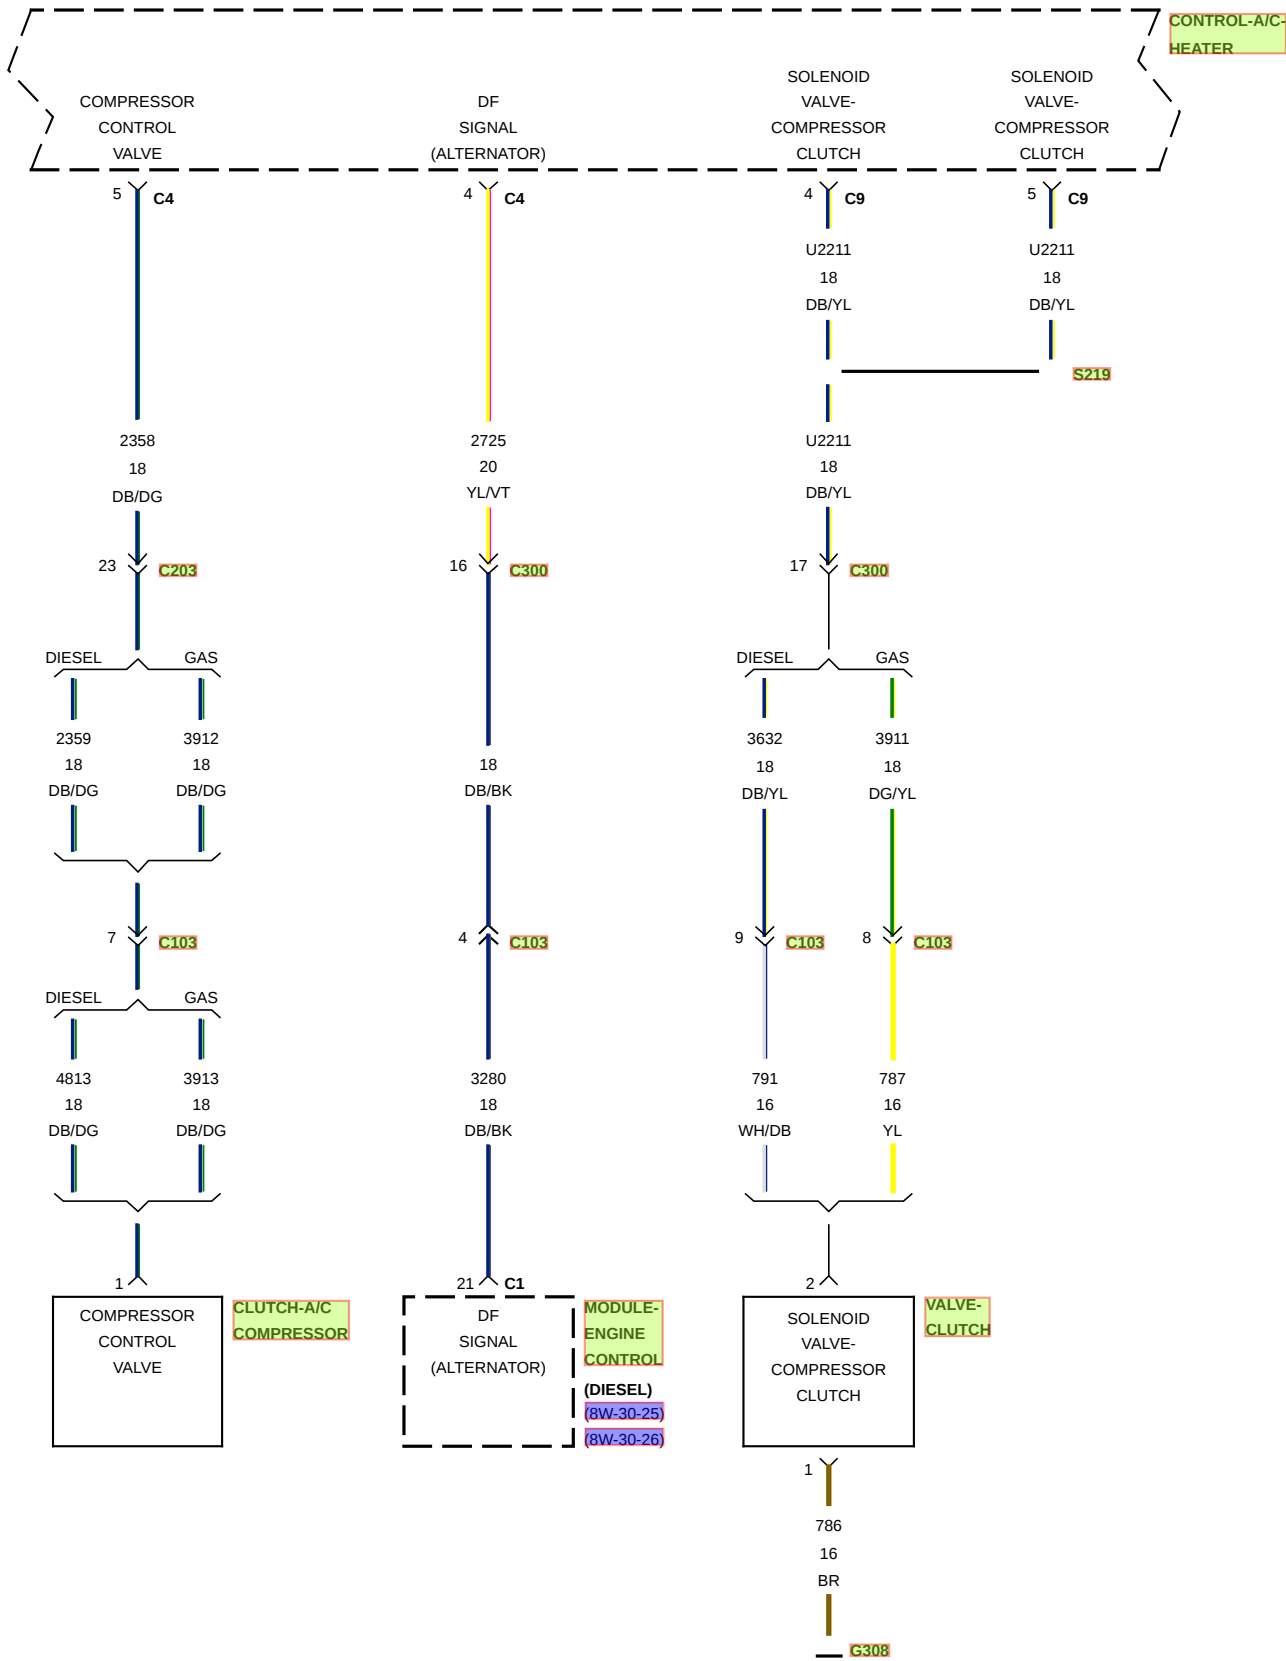 CONTROL-A/C-
HEATER
COMPRESSOR
CONTROL
VALVE
DF
SIGNAL
(ALTERNATOR)
SOLENOID
VALVE-
COMPRESSOR
CLUTCH
SOLENOID
VALVE-
COMPRESSOR
CLUTCH
5 C4
4 C4
4 C9
5 C9
U2211
18
DB/YL
U2211
18
DB/YL
S219
2358
18
DB/DG
2725
20
YL/VT
U2211
18
DB/YL
23 C203
16 C300
17 C300
DIESEL GAS
DIESEL GAS
2359
18
DB/DG
3912
18
DB/DG
18
DB/BK
3632
18
DB/YL
3911
18
DG/YL
7 C103
4 C103
9 C103
8 C103
DIESEL GAS
4813
18
DB/DG
3913
18
DB/DG
3280
18
DB/BK
791
16
WH/DB
787
16
YL
1
21 C1
2
COMPRESSOR
CONTROL
VALVE
CLUTCH-A/C
COMPRESSOR
DF
SIGNAL
(ALTERNATOR)
MODULE-
ENGINE
CONTROL
(DIESEL)
(8W-30-25)
(8W-30-26)
SOLENOID
VALVE-
COMPRESSOR
CLUTCH
VALVE-
CLUTCH
1
786
16
BR
G308